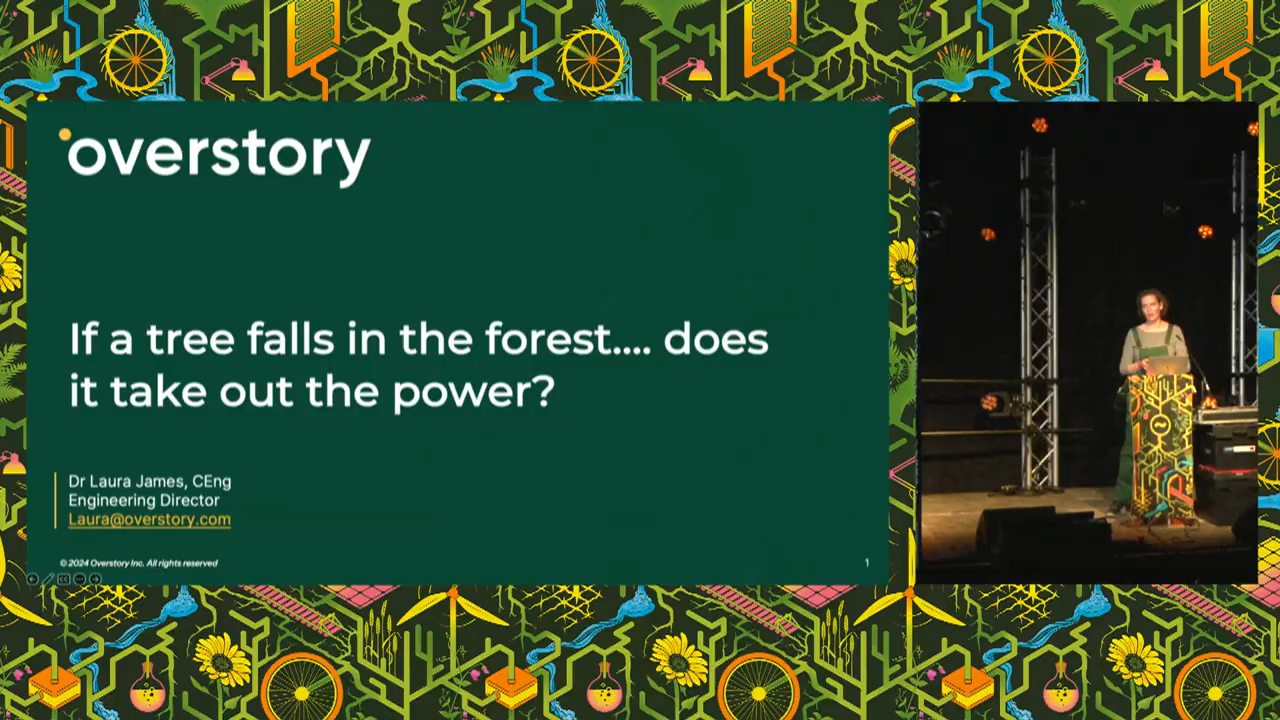 overstory
If a tree falls in the forest.... does
it take out the power?
Dr Laura James, CEng
Engineering Director
Laura@overstory.com
© 2024 Overstory Inc. All rights reserved
1